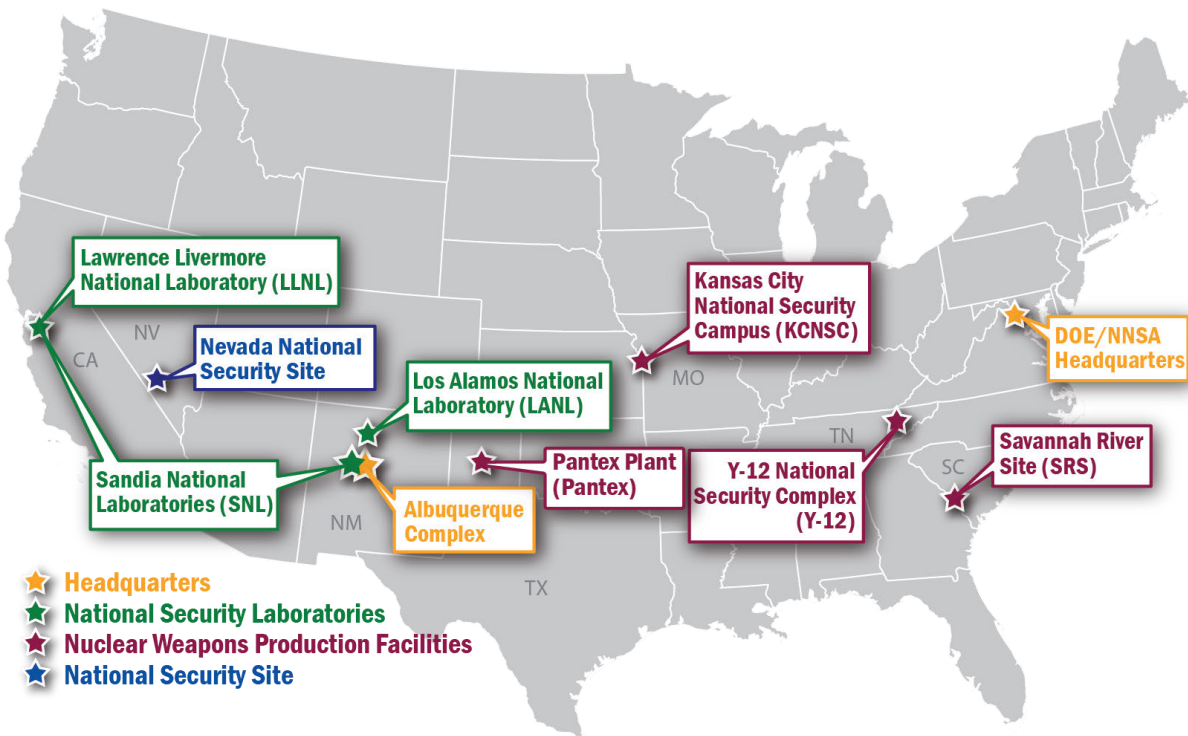 Lawrence Livermore
National Laboratory (LLNL)
NV
CA
Nevada National
Security Site
Los Alamos National
Laboratory (LANL)
Sandia National
Laboratories (SNL)
NM
Albuquerque
Complex
Pantex Plant
(Pantex)
TX
Kansas City
National Security
Campus (KCNSC)
MO
DOE/NNSA
Headquarters
TN
Y-12 National
Security Complex
(Y-12)
SC
Savannah River
Site (SRS)
Headquarters
National Security Laboratories
Nuclear Weapons Production Facilities
National Security Site